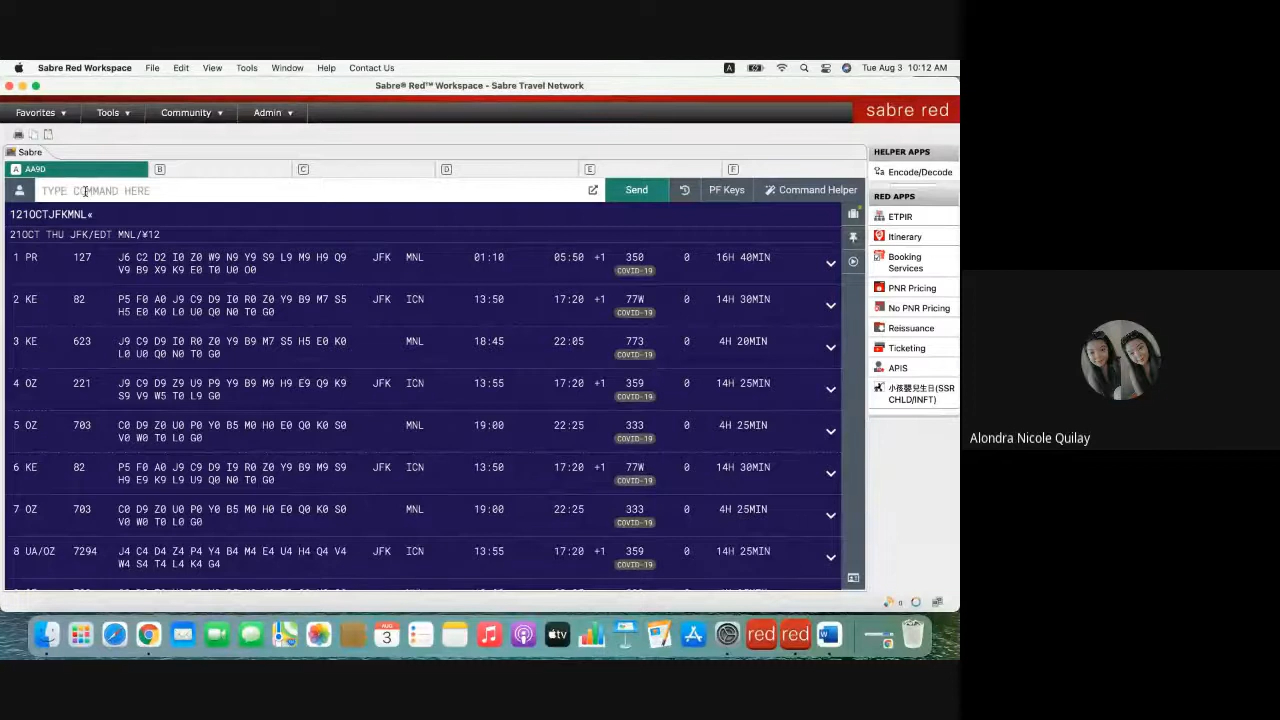 Sabre Red Workspace File Edit View Tools Window Help Contact Us A Tue Aug 3 10:12 AM
Sabre® Red™ Workspace - Sabre Travel Network
Favorites Tools Community Admin sabre red
Sabre HELPER APPS
A AA9D B C D E F
Encode/Decode
TYPE COMMAND HERE Send PF Keys Command Helper
RED APPS
121OCTJFKMNL«
ETPIR
21OCT THU JFK/EDT MNL/¥12
Itinerary
1 PR 127 J6 C2 D2 I0 Z0 W9 N9 Y9 S9 L9 M9 H9 Q9 JFK MNL 01:10 05:50 +1 350 0 16H 40MIN
V9 B9 X9 K9 E0 T0 U0 O0 COVID-19
Booking
Services
PNR Pricing
2 KE 82 P5 F0 A0 J9 C9 D9 I0 R0 Z0 Y9 B9 M7 S5 JFK ICN 13:50 17:20 +1 77W 0 14H 30MIN
H5 E0 K0 L0 U0 Q0 N0 T0 G0 COVID-19
No PNR Pricing
Reissuance
3 KE 623 J9 C9 D9 I0 R0 Z0 Y9 B9 M7 S5 H5 E0 K0 MNL 18:45 22:05 773 0 4H 20MIN
L0 U0 Q0 N0 T0 G0 COVID-19
Ticketing
APIS
4 OZ 221 J9 C9 D9 Z9 U9 P9 Y9 B9 M9 H9 E9 Q9 K9 JFK ICN 13:55 17:20 +1 359 0 14H 25MIN
S9 V9 W5 T0 L9 G0 COVID-19
小孩嬰兒生日(SSR
CHLD/INFT)
5 OZ 703 C0 D9 Z0 U0 P0 Y0 B5 M0 H0 E0 Q0 K0 S0 MNL 19:00 22:25 333 0 4H 25MIN
V0 W0 T0 L0 G0 COVID-19
6 KE 82 P5 F0 A0 J9 C9 D9 I9 R0 Z0 Y9 B9 M9 S9 JFK ICN 13:50 17:20 +1 77W 0 14H 30MIN
H9 E9 K9 L9 U9 Q0 N0 T0 G0 COVID-19
7 OZ 703 C0 D9 Z0 U0 P0 Y0 B5 M0 H0 E0 Q0 K0 S0 MNL 19:00 22:25 333 0 4H 25MIN
V0 W0 T0 L0 G0 COVID-19
8 UA/OZ 7294 J4 C4 D4 Z4 P4 Y4 B4 M4 E4 U4 H4 Q4 V4 JFK ICN 13:55 17:20 +1 359 0 14H 25MIN
W4 S4 T4 L4 K4 G4 COVID-19
0
AUG
3
tv
red red W
Alondra Nicole Quilay